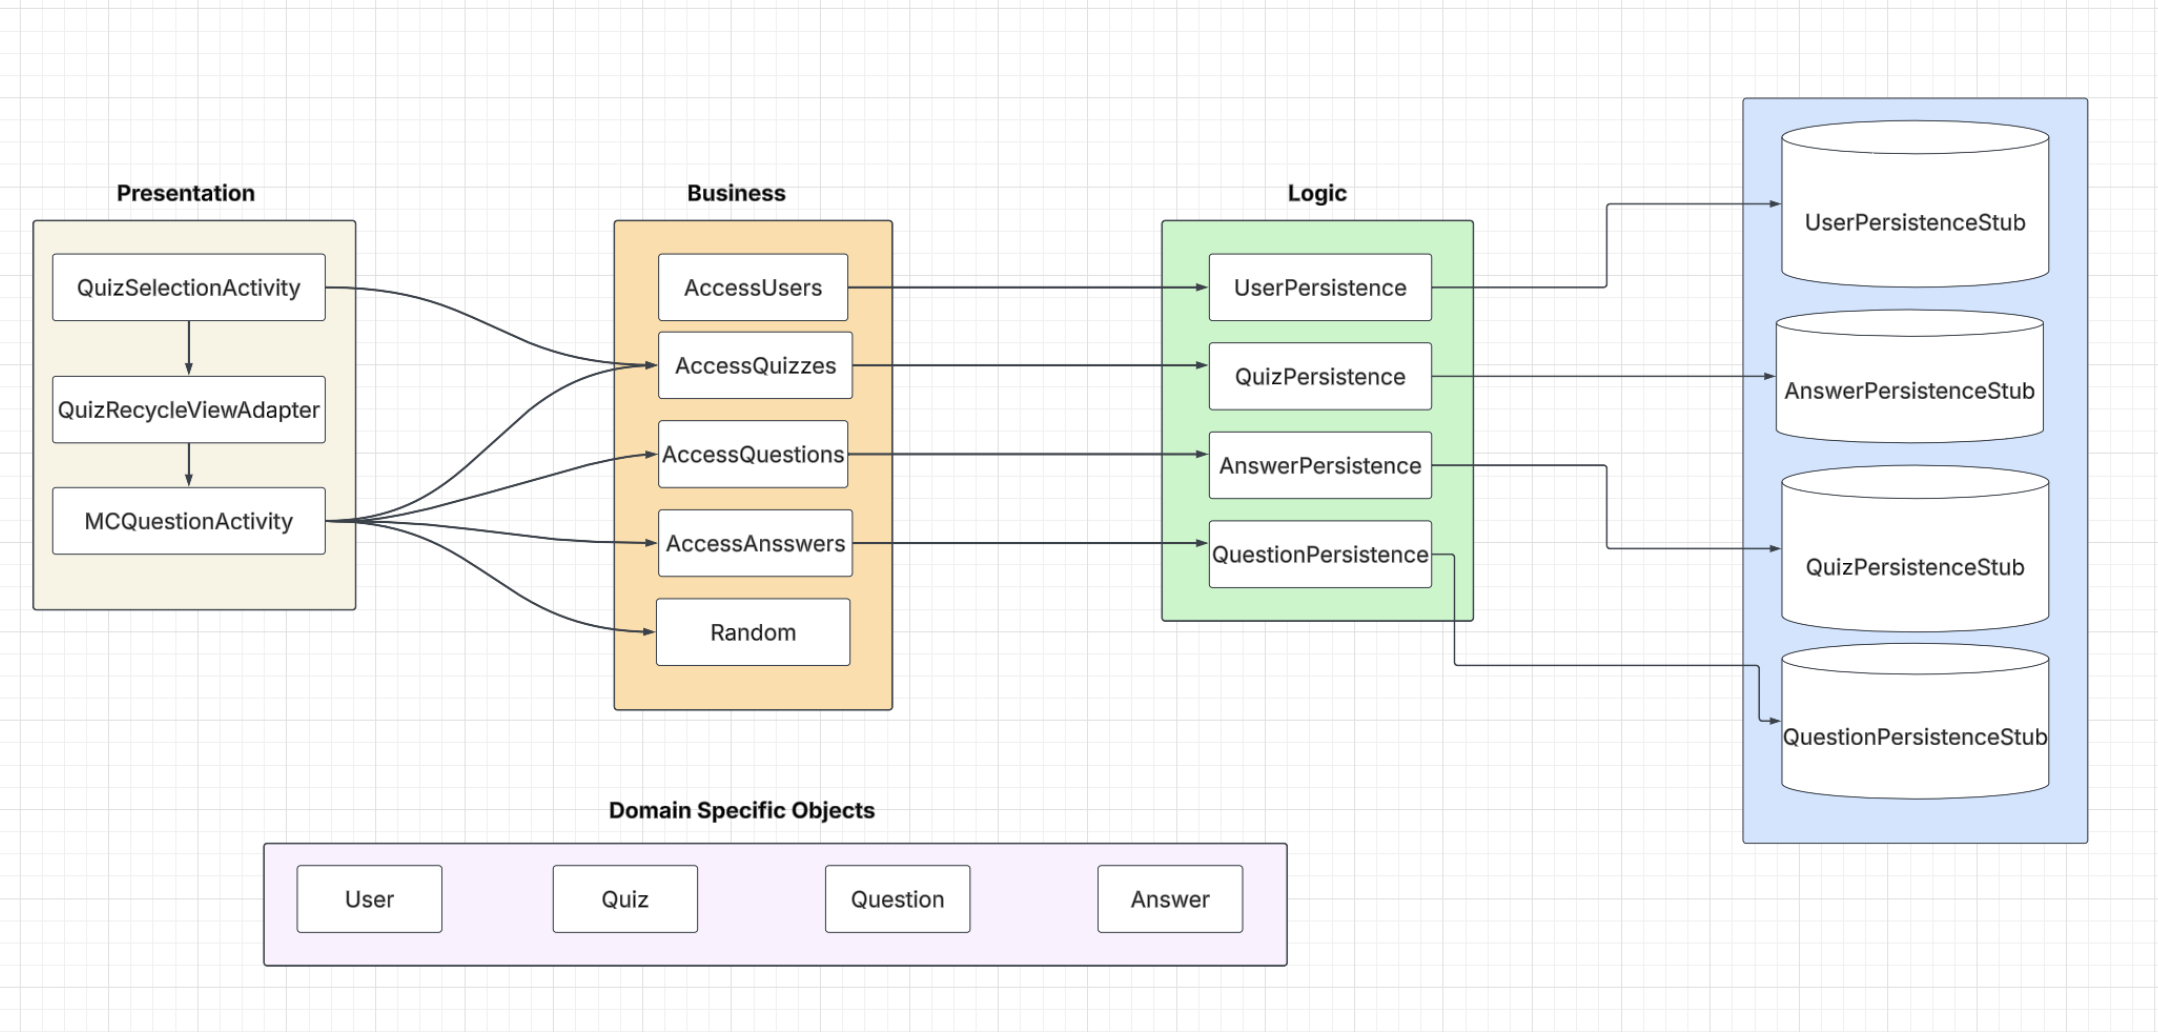 Presentation
QuizSelectionActivity
QuizRecycleViewAdapter
MCQuestionActivity
Business
AccessUsers
AccessQuizzes
AccessQuestions
AccessAnsswers
Random
Logic
UserPersistence
QuizPersistence
AnswerPersistence
QuestionPersistence
UserPersistenceStub
AnswerPersistenceStub
QuizPersistenceStub
QuestionPersistenceStub
Domain Specific Objects
User
Quiz
Question
Answer